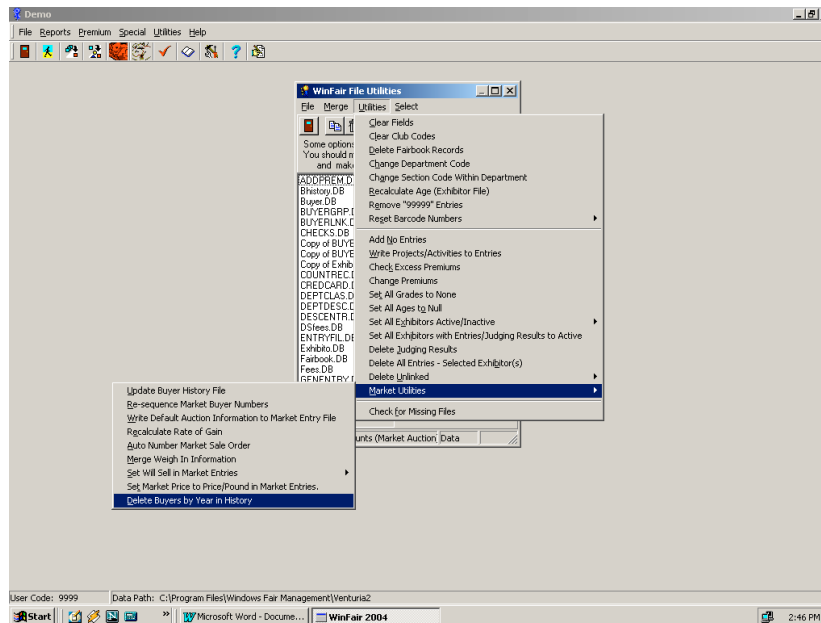 Demo
File Reports Premium Special Utilities Help
WinFair File Utilities
File Merge Utilities Select
Some option
You should m
and mak
ADDPREM.D
Bhistory.DB
Buyer.DB
BUYERGRP.D
BUYERLNK.D
CHECKS.DB
Copy of BUYE
Copy of BUYE
Copy of Exhib
COUNTREC.D
CREDCARD.D
DEPTCLAS.D
DEPTDESC.D
DESCENTR.D
DSfees.DB
ENTRYFIL.DB
Exhibito.DB
Fairbook.DB
Fees.DB
GENENTRY.D
Clear Fields
Clear Club Codes
Delete Fairbook Records
Change Department Code
Change Section Code Within Department
Recalculate Age (Exhibitor File)
Remove "99999" Entries
Reset Barcode Numbers
Add No Entries
Write Projects/Activities to Entries
Check Excess Premiums
Change Premiums
Set All Grades to None
Set All Ages to Null
Set All Exhibitors Active/Inactive
Set All Exhibitors with Entries/Judging Results to Active
Delete Judging Results
Delete All Entries - Selected Exhibitor(s)
Delete Unlinked
Market Utilities
Check for Missing Files
Update Buyer History File
Re-sequence Market Buyer Numbers
Write Default Auction Information to Market Entry File
Recalculate Rate of Gain
Auto Number Market Sale Order
Merge Weigh In Information
Set Will Sell in Market Entries
Set Market Price to Price/Pound in Market Entries.
Delete Buyers by Year in History
unts (Market Auction) Data
User Code: 9999 Data Path: C:\Program Files\Windows Fair Management\Venturia2
Start » Microsoft Word - Docume... WinFair 2004 2:46 PM